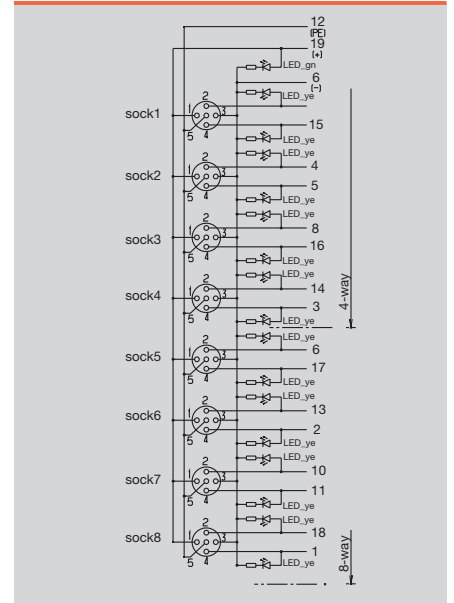 12
(PE)
19
(+)
LED_gn
6
(-)
LED_ye
2
sock1 1 3
5 4
15
LED_ye
LED_ye
2 4
sock2 1 3
5 4 5
LED_ye
LED_ye
2 8
sock3 1 3
5 4 16
LED_ye
LED_ye
2 14
sock4 1 3
5 4 3
4-way
LED_ye
LED_ye
2 6
sock5 1 3
5 4 17
LED_ye
LED_ye
2 13
sock6 1 3
5 4 2
LED_ye
LED_ye
2 10
sock7 1 3
5 4 11
LED_ye
LED_ye
2 18
sock8 1 3
5 4 1
LED_ye
8-way